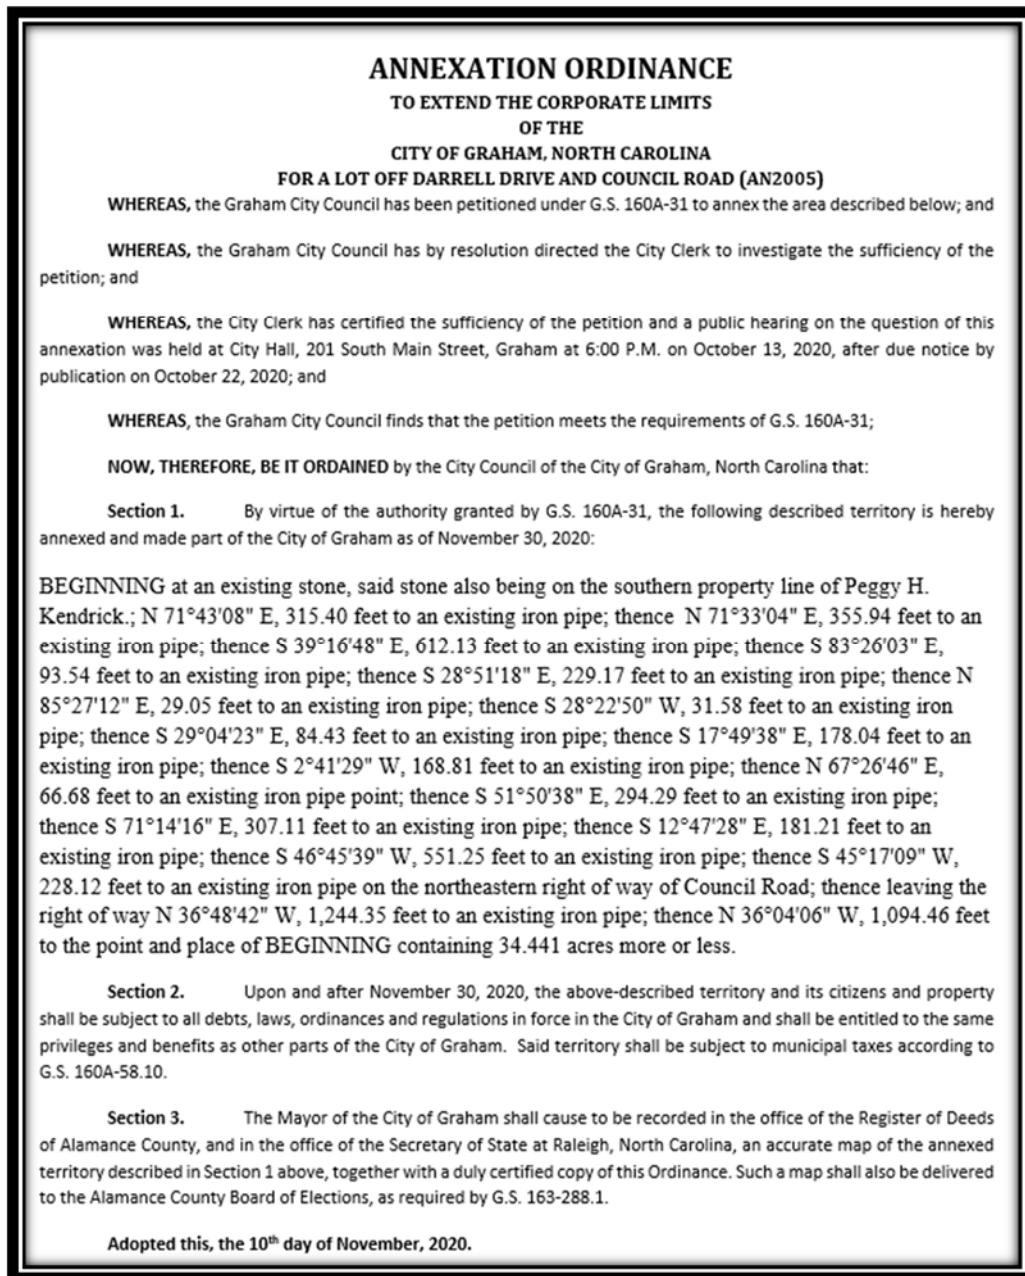 ANNEXATION ORDINANCE
TO EXTEND THE CORPORATE LIMITS
OF THE
CITY OF GRAHAM, NORTH CAROLINA
FOR A LOT OFF DARRELL DRIVE AND COUNCIL ROAD (AN2005)
WHEREAS, the Graham City Council has been petitioned under G.S. 160A-31 to annex the area described below; and
WHEREAS, the Graham City Council has by resolution directed the City Clerk to investigate the sufficiency of the
petition; and
WHEREAS, the City Clerk has certified the sufficiency of the petition and a public hearing on the question of this
annexation was held at City Hall, 201 South Main Street, Graham at 6:00 P.M. on October 13, 2020, after due notice by
publication on October 22, 2020; and
WHEREAS, the Graham City Council finds that the petition meets the requirements of G.S. 160A-31;
NOW, THEREFORE, BE IT ORDAINED by the City Council of the City of Graham, North Carolina that:
Section 1. By virtue of the authority granted by G.S. 160A-31, the following described territory is hereby
annexed and made part of the City of Graham as of November 30, 2020:
BEGINNING at an existing stone, said stone also being on the southern property line of Peggy H.
Kendrick.; N 71°43'08" E, 315.40 feet to an existing iron pipe; thence N 71°33'04" E, 355.94 feet to an
existing iron pipe; thence S 39°16'48" E, 612.13 feet to an existing iron pipe; thence S 83°26'03" E,
93.54 feet to an existing iron pipe; thence S 28°51'18" E, 229.17 feet to an existing iron pipe; thence N
85°27'12" E, 29.05 feet to an existing iron pipe; thence S 28°22'50" W, 31.58 feet to an existing iron
pipe; thence S 29°04'23" E, 84.43 feet to an existing iron pipe; thence S 17°49'38" E, 178.04 feet to an
existing iron pipe; thence S 2°41'29" W, 168.81 feet to an existing iron pipe; thence N 67°26'46" E,
66.68 feet to an existing iron pipe point; thence S 51°50'38" E, 294.29 feet to an existing iron pipe;
thence S 71°14'16" E, 307.11 feet to an existing iron pipe; thence S 12°47'28" E, 181.21 feet to an
existing iron pipe; thence S 46°45'39" W, 551.25 feet to an existing iron pipe; thence S 45°17'09" W,
228.12 feet to an existing iron pipe on the northeastern right of way of Council Road; thence leaving the
right of way N 36°48'42" W, 1,244.35 feet to an existing iron pipe; thence N 36°04'06" W, 1,094.46 feet
to the point and place of BEGINNING containing 34.441 acres more or less.
Section 2. Upon and after November 30, 2020, the above-described territory and its citizens and property
shall be subject to all debts, laws, ordinances and regulations in force in the City of Graham and shall be entitled to the same
privileges and benefits as other parts of the City of Graham. Said territory shall be subject to municipal taxes according to
G.S. 160A-58.10.
Section 3. The Mayor of the City of Graham shall cause to be recorded in the office of the Register of Deeds
of Alamance County, and in the office of the Secretary of State at Raleigh, North Carolina, an accurate map of the annexed
territory described in Section 1 above, together with a duly certified copy of this Ordinance. Such a map shall also be delivered
to the Alamance County Board of Elections, as required by G.S. 163-288.1.
Adopted this, the 10th day of November, 2020.